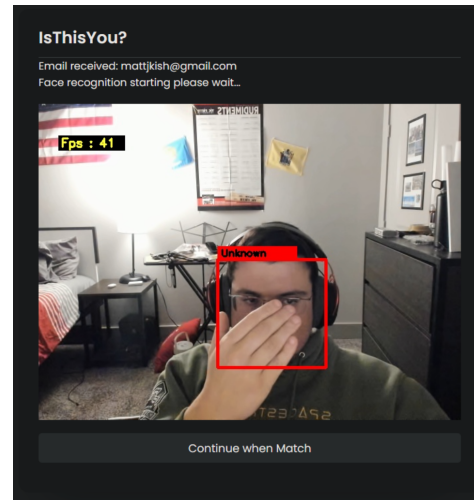 IsThisYou?
Email received: mattjkish@gmail.com
Face recognition starting please wait...
RUDIMENTS
Fps : 41
Unknown
Continue when Match